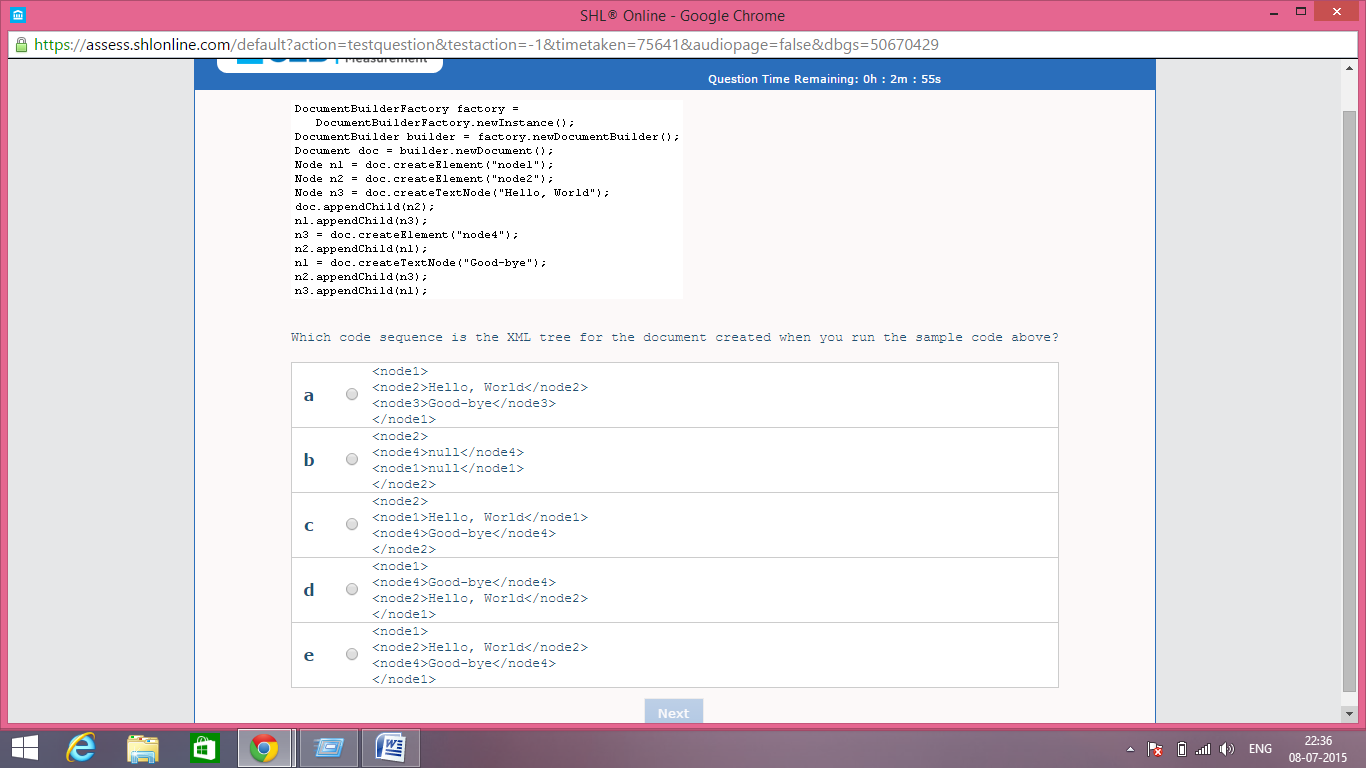 SHL® Online - Google Chrome
https://assess.shlonline.com/default?action=testquestion&testaction=-1&timetaken=75641&audiopage=false&dbgs=50670429
Measurement
Question Time Remaining: 0h : 2m : 55s
DocumentBuilderFactory factory =
DocumentBuilderFactory.newInstance();
DocumentBuilder builder = factory.newDocumentBuilder();
Document doc = builder.newDocument();
Node n1 = doc.createElement("node1");
Node n2 = doc.createElement("node2");
Node n3 = doc.createTextNode("Hello, World");
doc.appendChild(n2);
n1.appendChild(n3);
n3 = doc.createElement("node4");
n2.appendChild(n1);
n1 = doc.createTextNode("Good-bye");
n2.appendChild(n3);
n3.appendChild(n1);
Which code sequence is the XML tree for the document created when you run the sample code above?
a
<node1>
<node2>Hello, World</node2>
<node3>Good-bye</node3>
</node1>
b
<node2>
<node4>null</node4>
<node1>null</node1>
</node2>
c
<node2>
<node1>Hello, World</node1>
<node4>Good-bye</node4>
</node2>
d
<node1>
<node4>Good-bye</node4>
<node2>Hello, World</node2>
</node1>
e
<node1>
<node2>Hello, World</node2>
<node4>Good-bye</node4>
</node1>
Next
ENG
22:36
08-07-2015